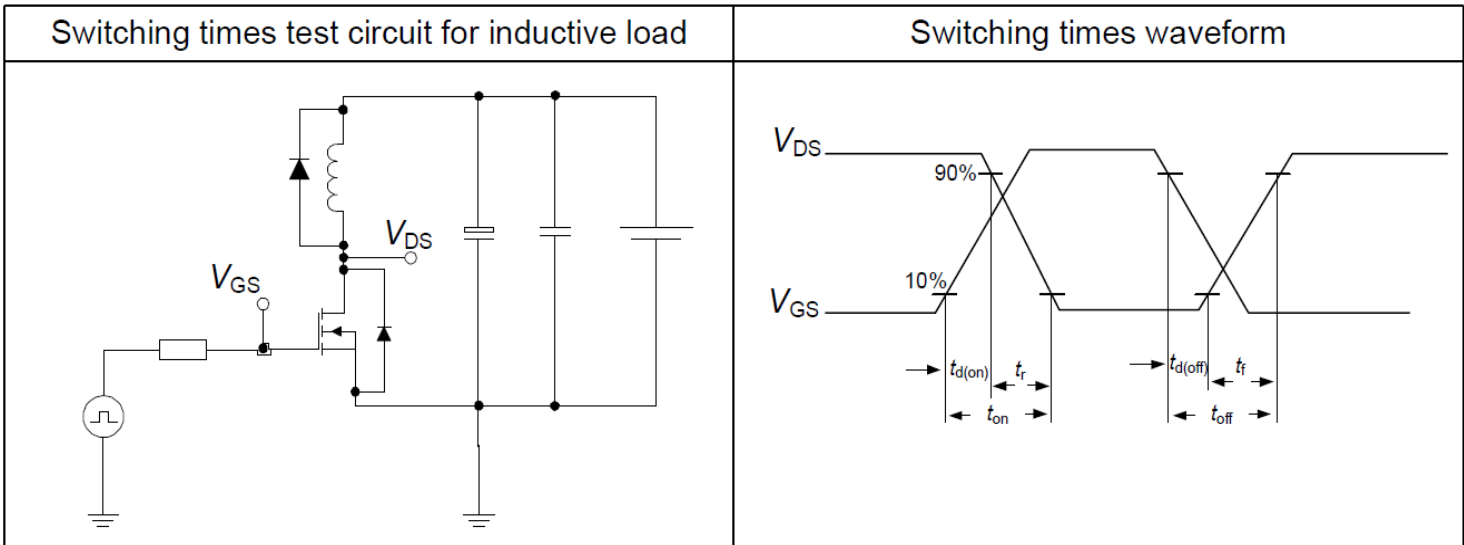 Switching times test circuit for inductive load
Switching times waveform
VDS
VGS
VDS
90%
10%
VGS
td(on)
tr
td(off)
tf
ton
toff